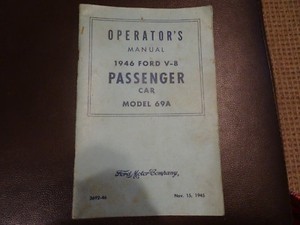 OPERATOR'S
MANUAL
1946 FORD V-8
PASSENGER
CAR
MODEL 69A
Ford Motor Company
Nov. 15, 1945